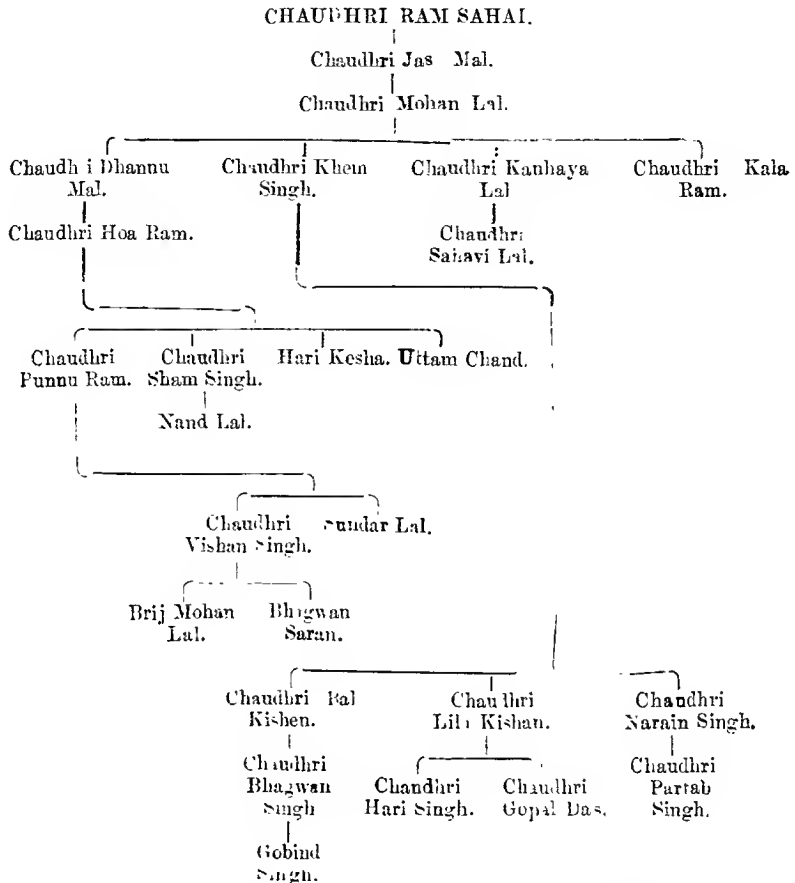 CHAUDHRI RAM SAHAI.
Chaudhri Jas Mal.
Chaudhri Mohan Lal.
Chaudh i Dhannu Mal.
Chaudhri Khem Singh.
Chaudhri Kanhaya Lal
Chaudhri Kala Ram.
Chaudhri Hoa Ram.
Chaudhri
Sahavi Lal.
Chaudhri
Punnu Ram.
Chaudhri
Sham Singh.
Hari Kesha.
Uttam Chand.
Nand Lal.
Chaudhri
Vishan Singh.
Sundar Lal.
Brij Mohan
Lal.
Bhagwan
Saran.
Chaudhri Bal
Kishen.
Chaudhri
Kishan.
Chaudhri
Narain Singh.
Chaudhri
Bhagwan
Singh
Chaudhri
Hari Singh.
Chaudhri
Gopal Das.
Chaudhri
Partab
Singh.
Gobind
Singh.